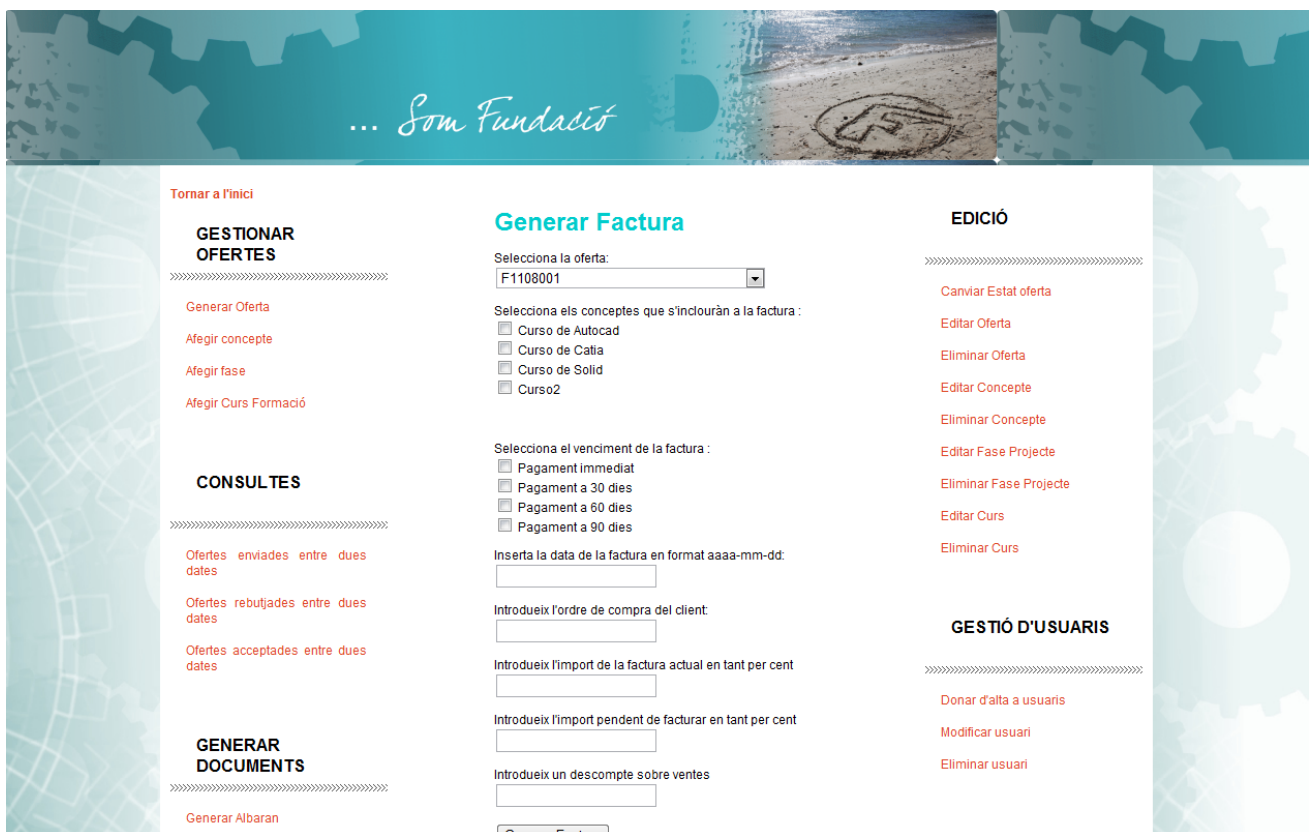 ... Som Fundació
Tornar a l'inici
GESTIONAR
OFERTES
Generar Oferta
Afegir concepte
Afegir fase
Afegir Curs Formació
CONSULTES
Ofertes enviades entre dues
dates
Ofertes rebutjades entre dues
dates
Ofertes acceptades entre dues
dates
GENERAR
DOCUMENTS
Generar Albaran
Generar Factura
Selecciona la oferta:
F1108001
Selecciona els conceptes que s'inclouràn a la factura :
Curso de Autocad
Curso de Catia
Curso de Solid
Curso2
Selecciona el venciment de la factura :
Pagament immediat
Pagament a 30 dies
Pagament a 60 dies
Pagament a 90 dies
Inserta la data de la factura en format aaaa-mm-dd:
Introdueix l'ordre de compra del client:
Introdueix l'import de la factura actual en tant per cent
Introdueix l'import pendent de facturar en tant per cent
Introdueix un descompte sobre ventes
EDICIÓ
Canviar Estat oferta
Editar Oferta
Eliminar Oferta
Editar Concepte
Eliminar Concepte
Editar Fase Projecte
Eliminar Fase Projecte
Editar Curs
Eliminar Curs
GESTIÓ D'USUARIS
Donar d'alta a usuaris
Modificar usuari
Eliminar usuari